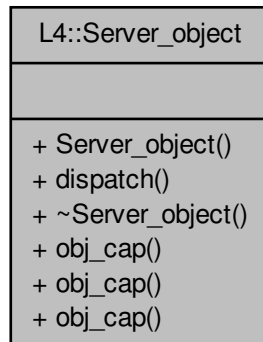 L4::Server_object
+ Server_object()
+ dispatch()
+ ~Server_object()
+ obj_cap()
+ obj_cap()
+ obj_cap()